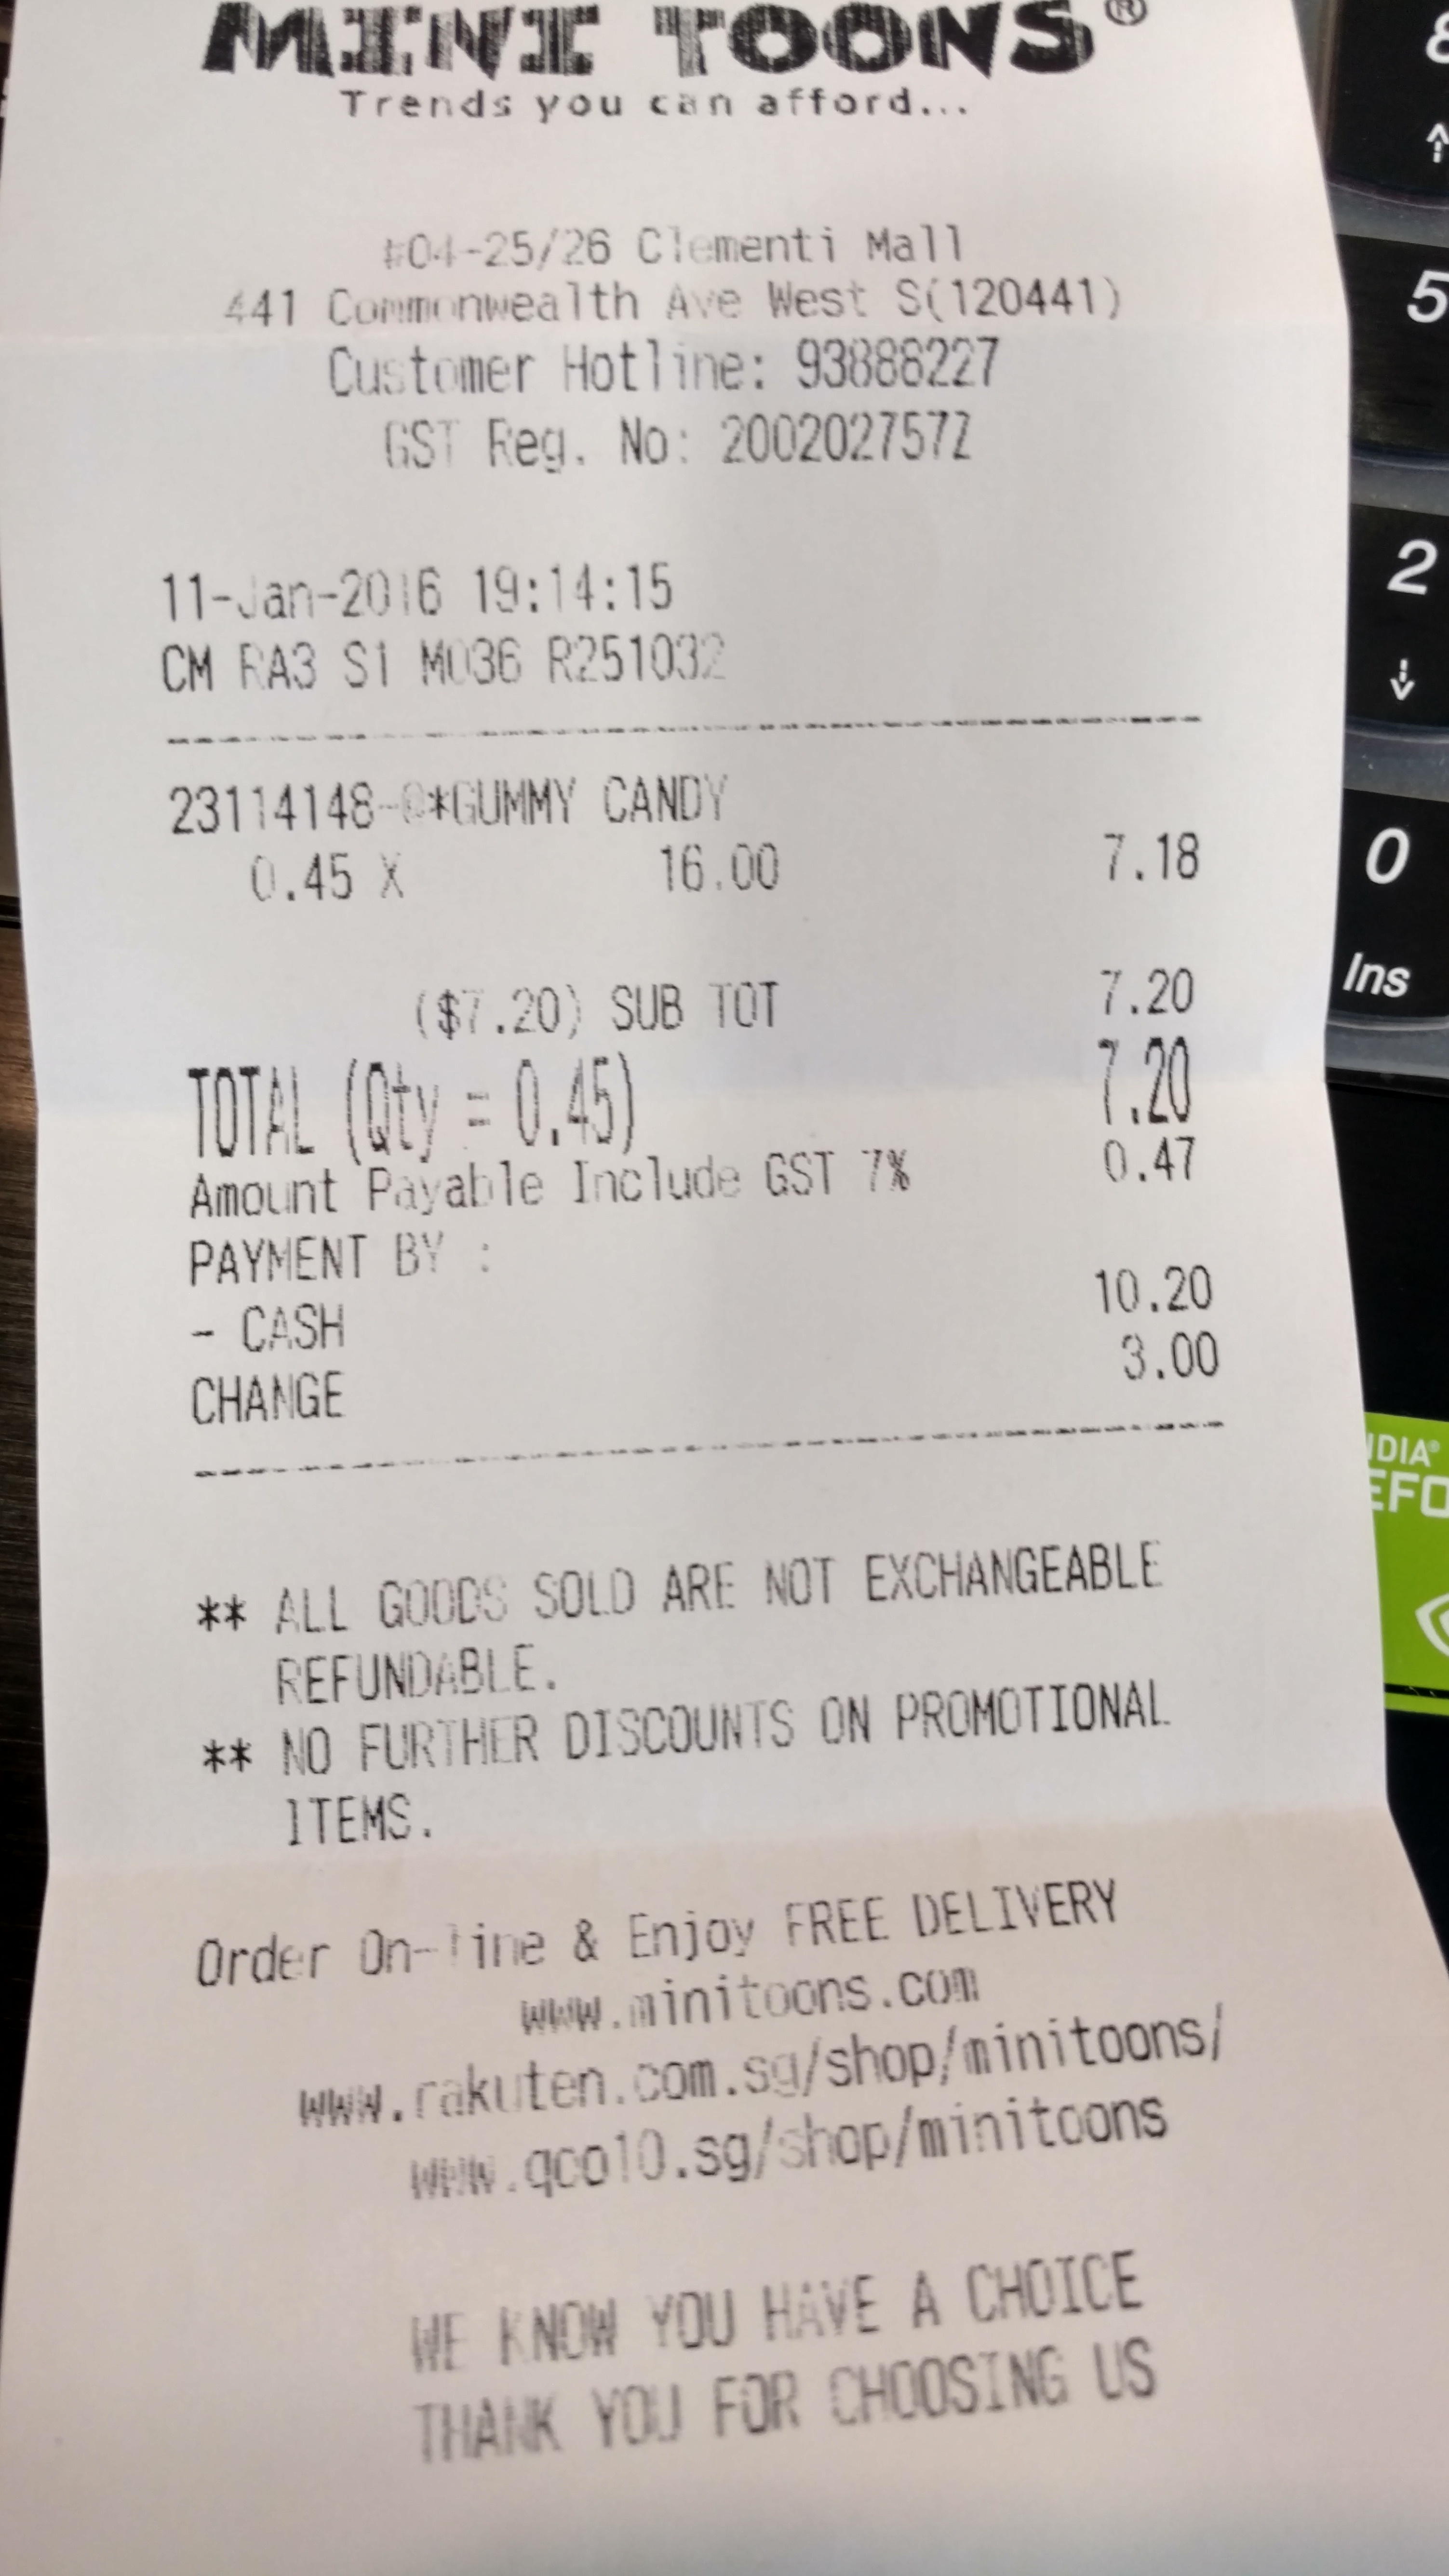 MINI TOONS®
Trends you can afford...
#04-25/26 Clementi Mall
441 Commonwealth Ave West S(120441)
Customer Hotline: 93886227
GST Reg. No: 200202757Z
11-Jan-2016 19:14:15
CM RA3 S1 M036 R251032
23114148-@*GUMMY CANDY
0.45 X 16.00 7.18
($7.20) SUB TOT 7.20
TOTAL (Qty = 0.45) 7.20
Amount Payable Include GST 7% 0.47
PAYMENT BY :
- CASH 10.20
CHANGE 3.00
** ALL GOODS SOLD ARE NOT EXCHANGEABLE
REFUNDABLE.
** NO FURTHER DISCOUNTS ON PROMOTIONAL
ITEMS.
Order On-line & Enjoy FREE DELIVERY
www.minitoons.com
www.rakuten.com.sg/shop/minitoons/
www.qoo10.sg/shop/minitoons
WE KNOW YOU HAVE A CHOICE
THANK YOU FOR CHOOSING US
8
5
2
0
Ins